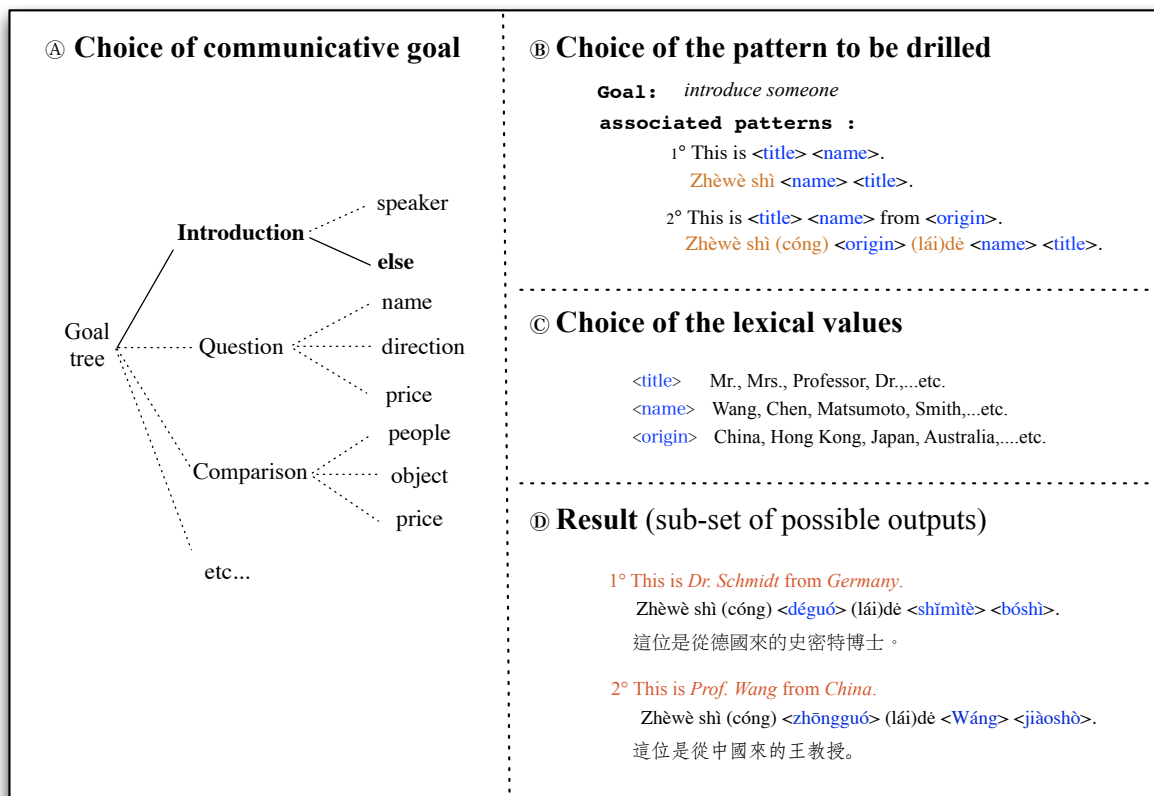 Ⓐ Choice of communicative goal
Goal
tree
Introduction
speaker
else
Question
name
direction
price
Comparison
people
object
price
etc...
Ⓑ Choice of the pattern to be drilled
Goal: introduce someone
associated patterns :
1° This is <title> <name>.
Zhèwè shì <name> <title>.
2° This is <title> <name> from <origin>.
Zhèwè shì (cóng) <origin> (lái)dė <name> <title>.
Ⓒ Choice of the lexical values
<title> Mr., Mrs., Professor, Dr.,...etc.
<name> Wang, Chen, Matsumoto, Smith,...etc.
<origin> China, Hong Kong, Japan, Australia,....etc.
Ⓓ Result (sub-set of possible outputs)
1° This is Dr. Schmidt from Germany.
Zhèwè shì (cóng) <déguó> (lái)dė <shǐmìtè> <bóshì>.
這位是從德國來的史密特博士。
2° This is Prof. Wang from China.
Zhèwè shì (cóng) <zhōngguó> (lái)dė <Wáng> <jiàoshò>.
這位是從中國來的王教授。